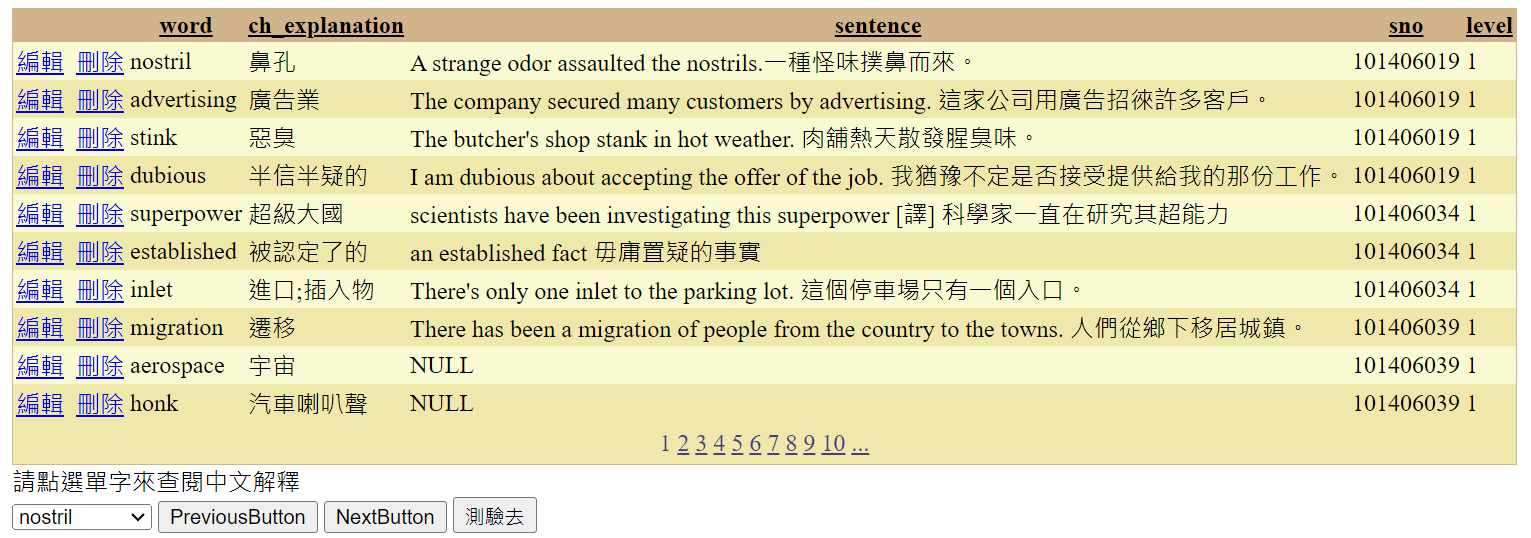 word ch_explanation sentence sno level
編輯 刪除 nostril 鼻孔 A strange odor assaulted the nostrils.一種怪味撲鼻而來。 101406019 1
編輯 刪除 advertising 廣告業 The company secured many customers by advertising. 這家公司用廣告招徠許多客戶。 101406019 1
編輯 刪除 stink 惡臭 The butcher's shop stank in hot weather. 肉舖熱天散發腥臭味。 101406019 1
編輯 刪除 dubious 半信半疑的 I am dubious about accepting the offer of the job. 我猶豫不定是否接受提供給我的那份工作。 101406019 1
編輯 刪除 superpower 超級大國 scientists have been investigating this superpower [譯] 科學家一直在研究其超能力 101406034 1
編輯 刪除 established 被認定了的 an established fact 毋庸置疑的事實 101406034 1
編輯 刪除 inlet 進口;插入物 There's only one inlet to the parking lot. 這個停車場只有一個入口。 101406034 1
編輯 刪除 migration 遷移 There has been a migration of people from the country to the towns. 人們從鄉下移居城鎮。 101406039 1
編輯 刪除 aerospace 宇宙 NULL 101406039 1
編輯 刪除 honk 汽車喇叭聲 NULL 101406039 1
1 2 3 4 5 6 7 8 9 10 ...
請點選單字來查閱中文解釋
nostril PreviousButton NextButton 測驗去